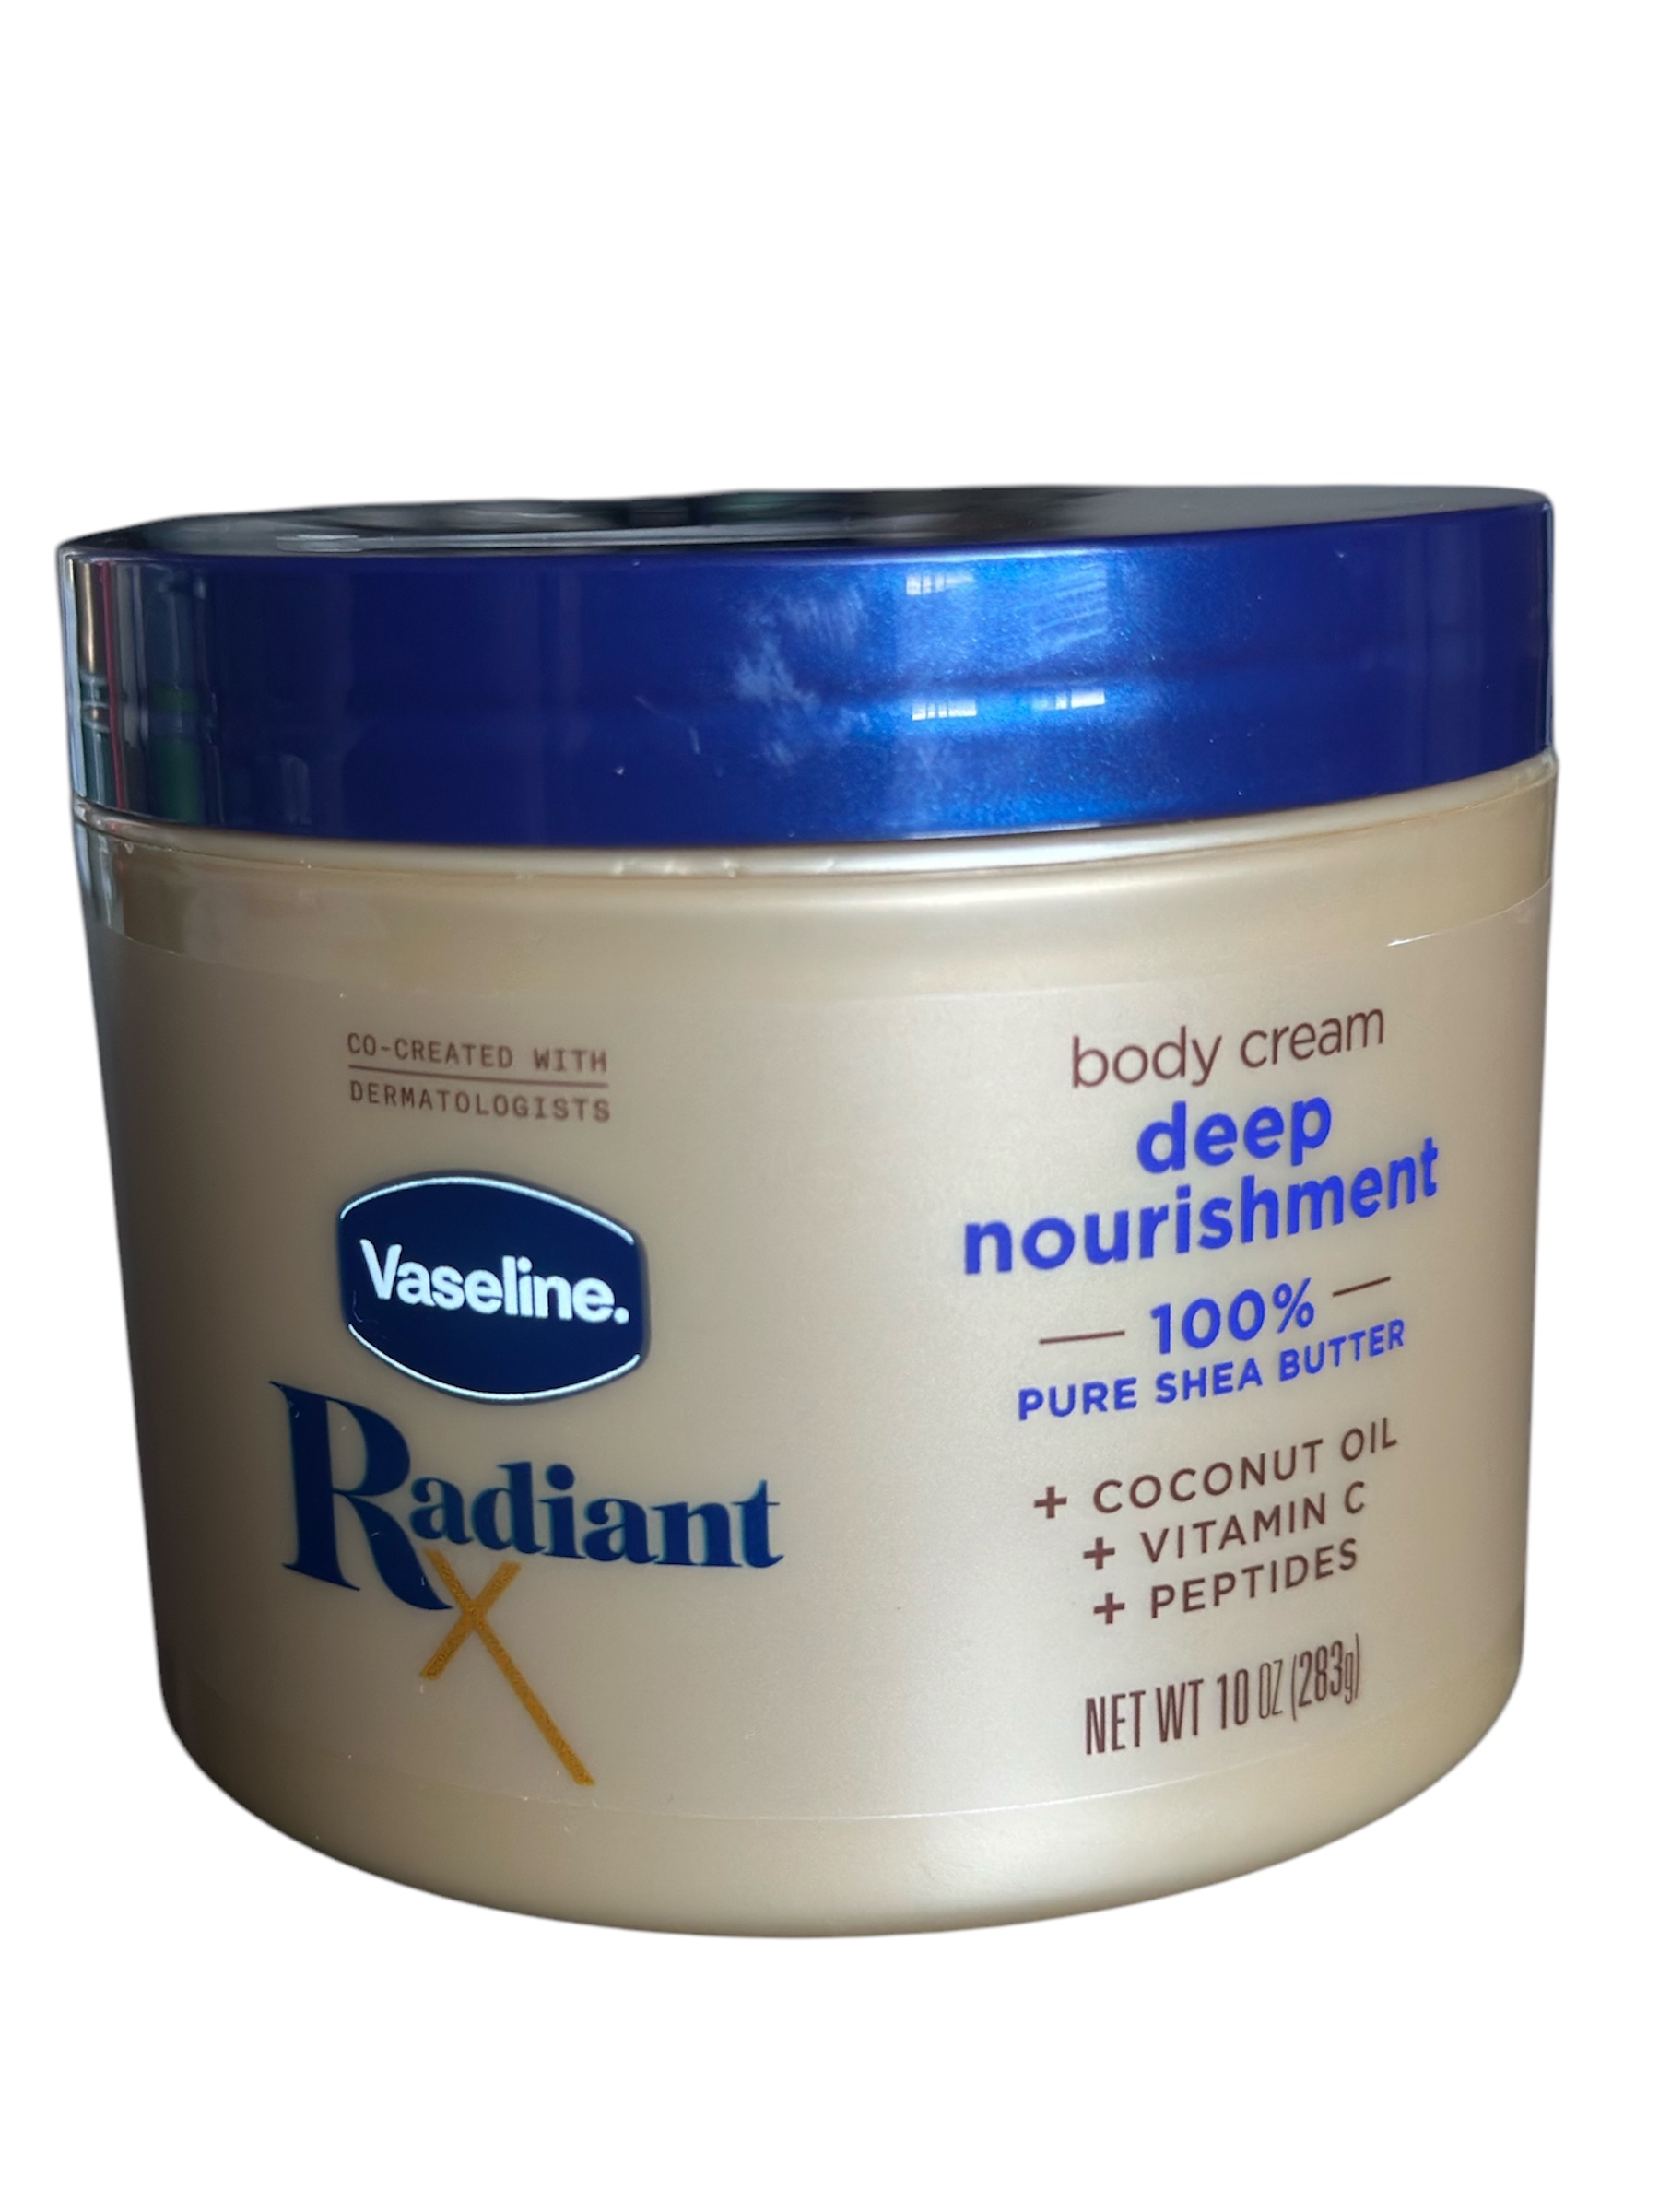 CO-CREATED WITH
DERMATOLOGISTS
Vaseline.
Radiant
X
body cream
deep
nourishment
100%
PURE SHEA BUTTER
+ COCONUT OIL
+ VITAMIN C
+ PEPTIDES
NET WT 10 OZ (283g)